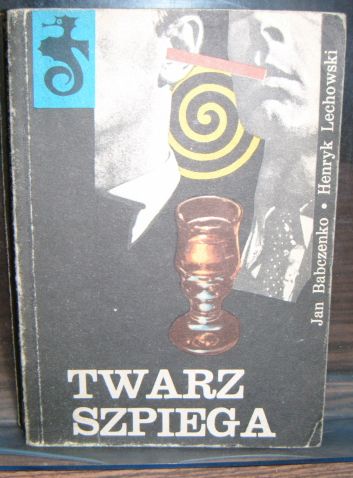 Jan Babczenko • Henryk Lechowski
TWARZ
SZPIEGA